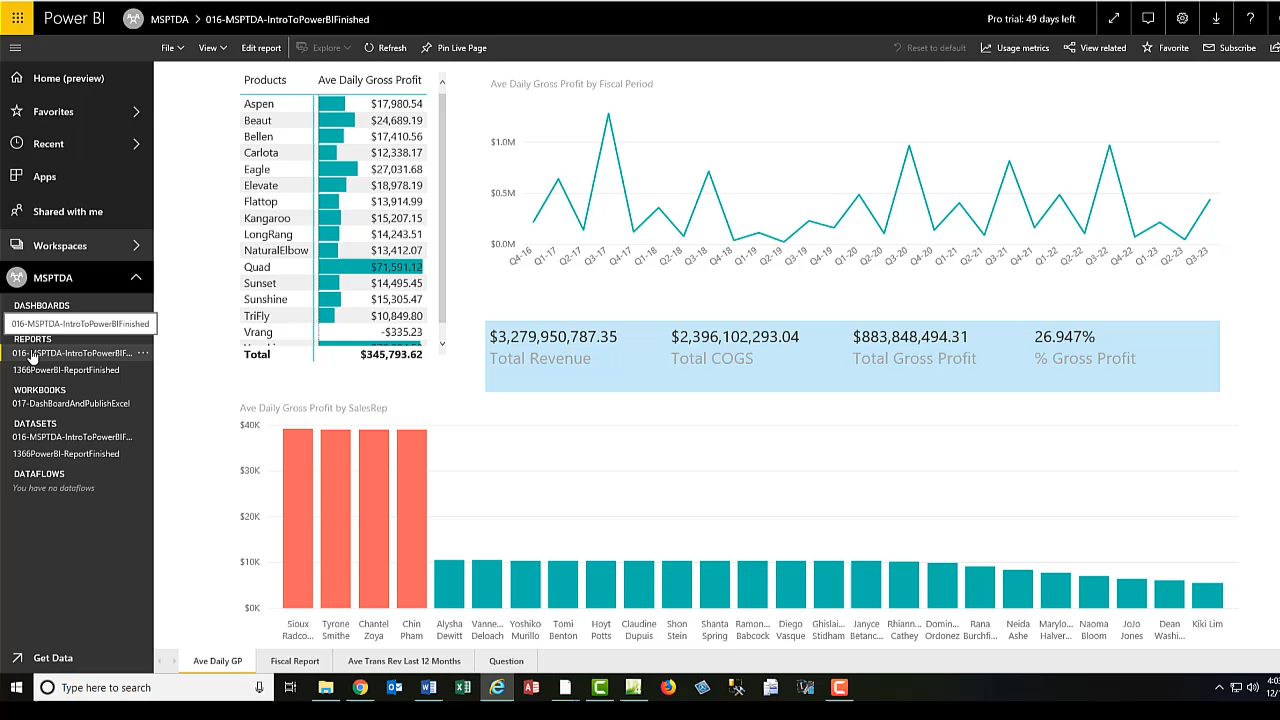 Power BI MSPTDA > 016-MSPTDA-IntroToPowerBIFinished Pro trial: 49 days left
File View Edit report Explore Refresh Pin Live Page Reset to default Usage metrics View related Favorite Subscribe
Home (preview)
Favorites
Recent
Apps
Shared with me
Workspaces
MSPTDA
DASHBOARDS
016-MSPTDA-IntroToPowerBIFinished
REPORTS
016-MSPTDA-IntroToPowerBIF... ...
1366PowerBI-ReportFinished
WORKBOOKS
017-DashBoardAndPublishExcel
DATASETS
016-MSPTDA-IntroToPowerBIF...
1366PowerBI-ReportFinished
DATAFLOWS
You have no dataflows
Get Data
Products Ave Daily Gross Profit
Aspen $17,980.54
Beaut $24,689.19
Bellen $17,410.56
Carlota $12,338.17
Eagle $27,031.68
Elevate $18,978.19
Flattop $13,914.99
Kangaroo $15,207.15
LongRang $14,243.51
NaturalElbow $13,412.07
Quad $71,591.12
Sunset $14,495.45
Sunshine $15,305.47
TriFly $10,849.80
Vrang -$335.23
Total $345,793.62
Ave Daily Gross Profit by Fiscal Period
$1.0M
$0.5M
$0.0M
Q4-16 Q1-17 Q2-17 Q3-17 Q4-17 Q1-18 Q2-18 Q3-18 Q4-18 Q1-19 Q2-19 Q3-19 Q4-19 Q1-20 Q2-20 Q3-20 Q4-20 Q1-21 Q2-21 Q3-21 Q4-21 Q1-22 Q2-22 Q3-22 Q4-22 Q1-23 Q2-23 Q3-23
$3,279,950,787.35 $2,396,102,293.04 $883,848,494.31 26.947%
Total Revenue Total COGS Total Gross Profit % Gross Profit
Ave Daily Gross Profit by SalesRep
$40K
$30K
$20K
$10K
$0K
Sioux Tyrone Chantel Chin Alysha Vanne... Yoshiko Tomi Hoyt Claudine Shon Shanta Ramon... Diego Ghislai... Janyce Rhiann... Domin... Rana Neida Marylo... Naoma JoJo Dean Kiki Lim
Radco... Smithe Zoya Pham Dewitt Deloach Murillo Benton Potts Dupuis Stein Spring Babcock Vasque Stidham Betanc... Cathey Ordonez Burchfi... Ashe Halver... Bloom Jones Washi...
Ave Daily GP Fiscal Report Ave Trans Rev Last 12 Months Question
Type here to search